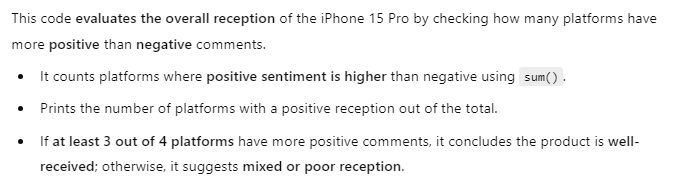 This code evaluates the overall reception of the iPhone 15 Pro by checking how many platforms have
more positive than negative comments.
• It counts platforms where positive sentiment is higher than negative using sum() .
• Prints the number of platforms with a positive reception out of the total.
• If at least 3 out of 4 platforms have more positive comments, it concludes the product is well-
received; otherwise, it suggests mixed or poor reception.